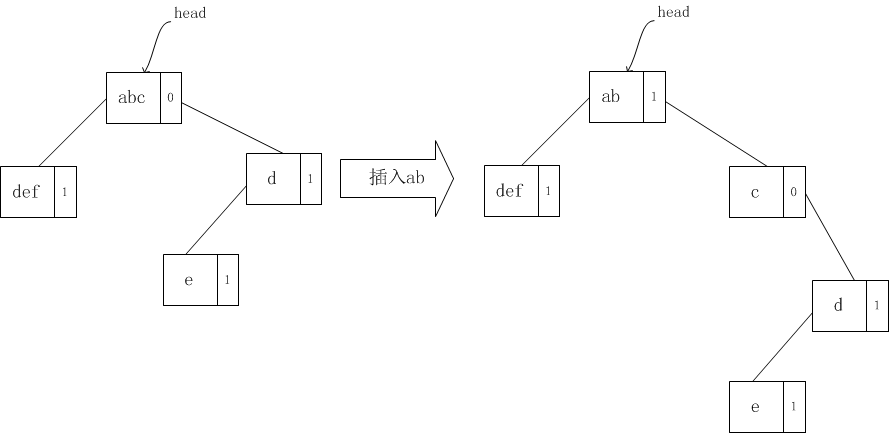 head
abc 0
def 1
d 1
e 1
插入ab
head
ab 1
def 1
c 0
d 1
e 1